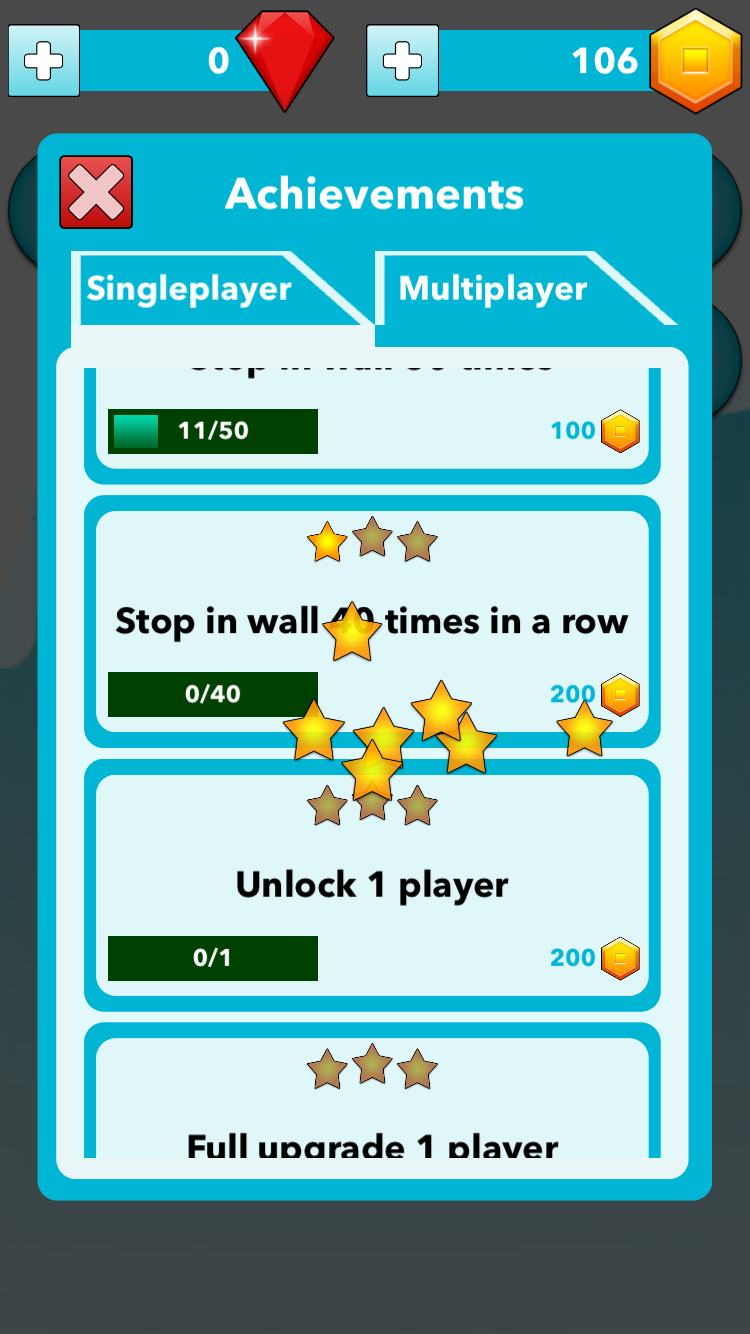 0
106
Achievements
Singleplayer
Multiplayer
11/50
100
Stop in wall 40 times in a row
0/40
200
Unlock 1 player
0/1
200
Full upgrade 1 player